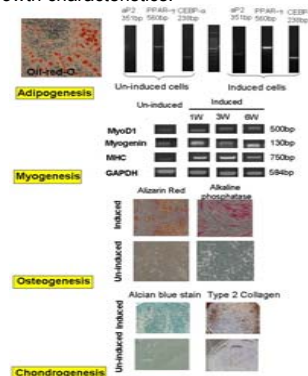 aP2 PPAR-γ CEBP-α
351bp 560bp 238bp
aP2 PPAR-γ CEBP-α
351bp 560bp 238bp
Oil-red-O
Un-induced cells
Induced cells
Adipogenesis
Un-induced
Induced
1W 3W 6W
MyoD1 500bp
Myogenin 130bp
MHC 750bp
GAPDH 594bp
Myogenesis
Alizarin Red
Alkaline
phosphatase
Induced
Un-induced
Osteogenesis
Alcian blue stain
Type 2 Collagen
Induced
Un-induced
Chondrogenesis